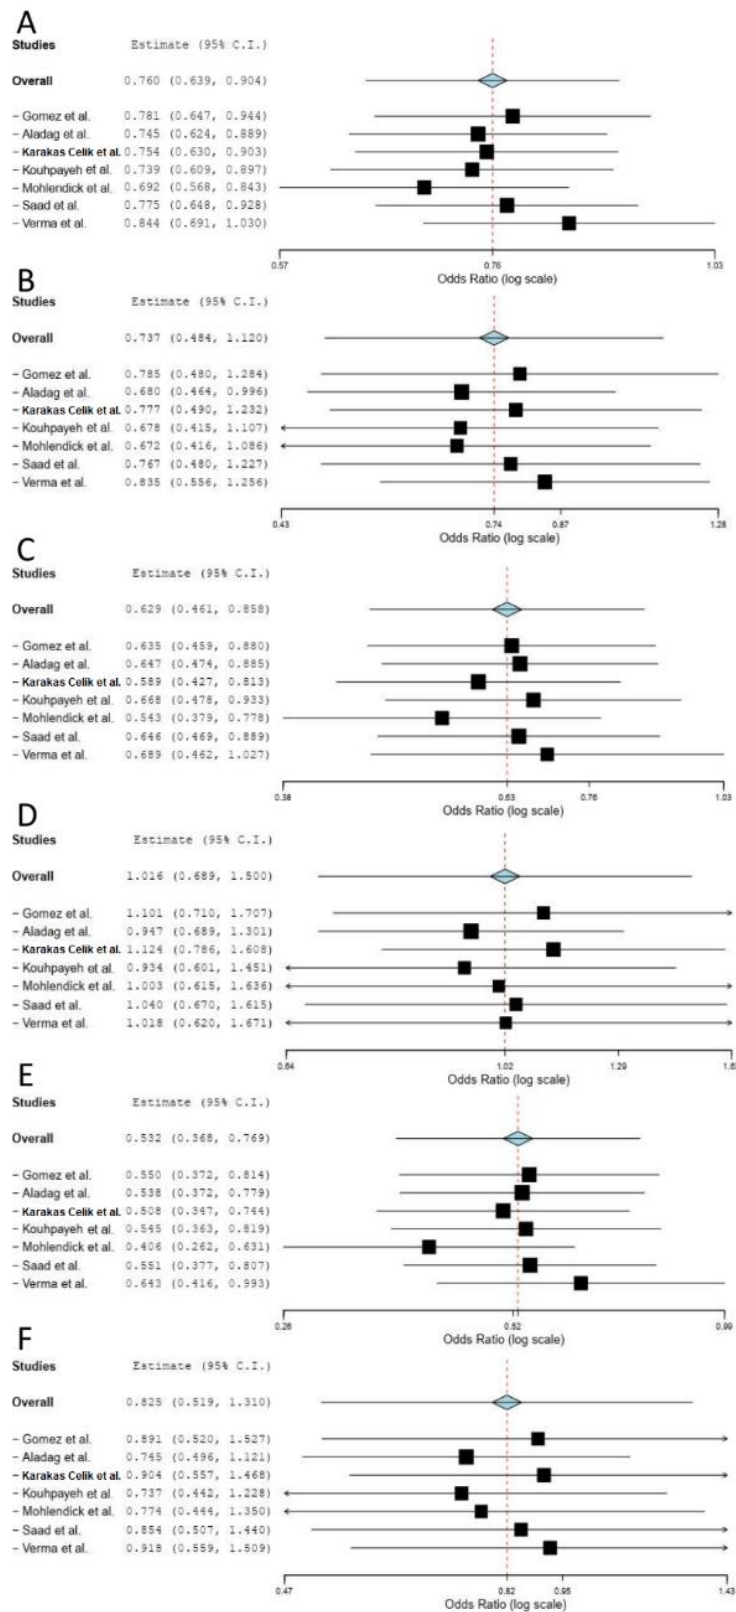 A
Studies Estimate (95% C.I.)
Overall 0.760 (0.639, 0.904)
- Gomez et al. 0.781 (0.647, 0.944)
- Aladag et al. 0.745 (0.624, 0.889)
- Karakas Celik et al. 0.754 (0.630, 0.903)
- Kouhpayeh et al. 0.739 (0.609, 0.897)
- Mohlendick et al. 0.692 (0.568, 0.843)
- Saad et al. 0.775 (0.648, 0.928)
- Verma et al. 0.844 (0.691, 1.030)
0.57 0.76 1.03
Odds Ratio (log scale)
B
Studies Estimate (95% C.I.)
Overall 0.737 (0.484, 1.120)
- Gomez et al. 0.785 (0.480, 1.284)
- Aladag et al. 0.680 (0.464, 0.996)
- Karakas Celik et al. 0.777 (0.490, 1.232)
- Kouhpayeh et al. 0.678 (0.415, 1.107)
- Mohlendick et al. 0.672 (0.416, 1.086)
- Saad et al. 0.767 (0.480, 1.227)
- Verma et al. 0.835 (0.556, 1.256)
0.43 0.74 0.87 1.28
Odds Ratio (log scale)
C
Studies Estimate (95% C.I.)
Overall 0.629 (0.461, 0.858)
- Gomez et al. 0.635 (0.459, 0.880)
- Aladag et al. 0.647 (0.474, 0.885)
- Karakas Celik et al. 0.589 (0.427, 0.813)
- Kouhpayeh et al. 0.668 (0.478, 0.933)
- Mohlendick et al. 0.543 (0.379, 0.778)
- Saad et al. 0.646 (0.469, 0.889)
- Verma et al. 0.689 (0.462, 1.027)
0.38 0.63 0.76 1.03
Odds Ratio (log scale)
D
Studies Estimate (95% C.I.)
Overall 1.016 (0.689, 1.500)
- Gomez et al. 1.101 (0.710, 1.707)
- Aladag et al. 0.947 (0.689, 1.301)
- Karakas Celik et al. 1.124 (0.786, 1.608)
- Kouhpayeh et al. 0.934 (0.601, 1.451)
- Mohlendick et al. 1.003 (0.615, 1.636)
- Saad et al. 1.040 (0.670, 1.615)
- Verma et al. 1.018 (0.620, 1.671)
0.64 1.02 1.29
Odds Ratio (log scale)
E
Studies Estimate (95% C.I.)
Overall 0.532 (0.368, 0.769)
- Gomez et al. 0.550 (0.372, 0.814)
- Aladag et al. 0.538 (0.372, 0.779)
- Karakas Celik et al. 0.508 (0.347, 0.744)
- Kouhpayeh et al. 0.545 (0.363, 0.819)
- Mohlendick et al. 0.406 (0.262, 0.631)
- Saad et al. 0.551 (0.377, 0.807)
- Verma et al. 0.643 (0.416, 0.993)
0.26 0.52 0.99
Odds Ratio (log scale)
F
Studies Estimate (95% C.I.)
Overall 0.825 (0.519, 1.310)
- Gomez et al. 0.891 (0.520, 1.527)
- Aladag et al. 0.745 (0.496, 1.121)
- Karakas Celik et al. 0.904 (0.557, 1.468)
- Kouhpayeh et al. 0.737 (0.442, 1.228)
- Mohlendick et al. 0.774 (0.444, 1.350)
- Saad et al. 0.854 (0.507, 1.440)
- Verma et al. 0.918 (0.559, 1.509)
0.47 0.82 0.95 1.43
Odds Ratio (log scale)